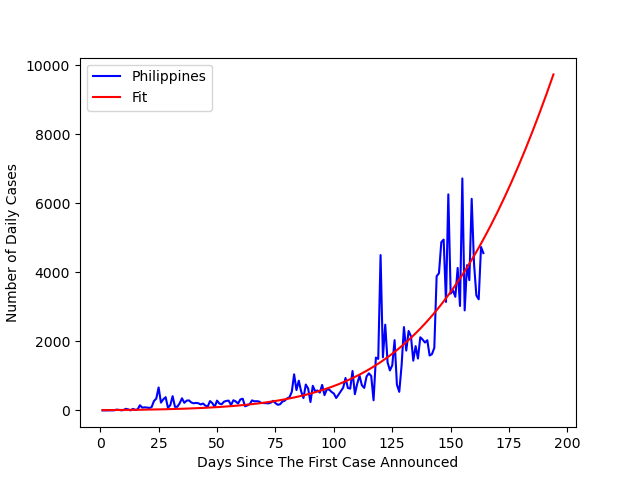 Philippines
Fit
10000
8000
6000
4000
2000
0
Number of Daily Cases
0 25 50 75 100 125 150 175 200
Days Since The First Case Announced